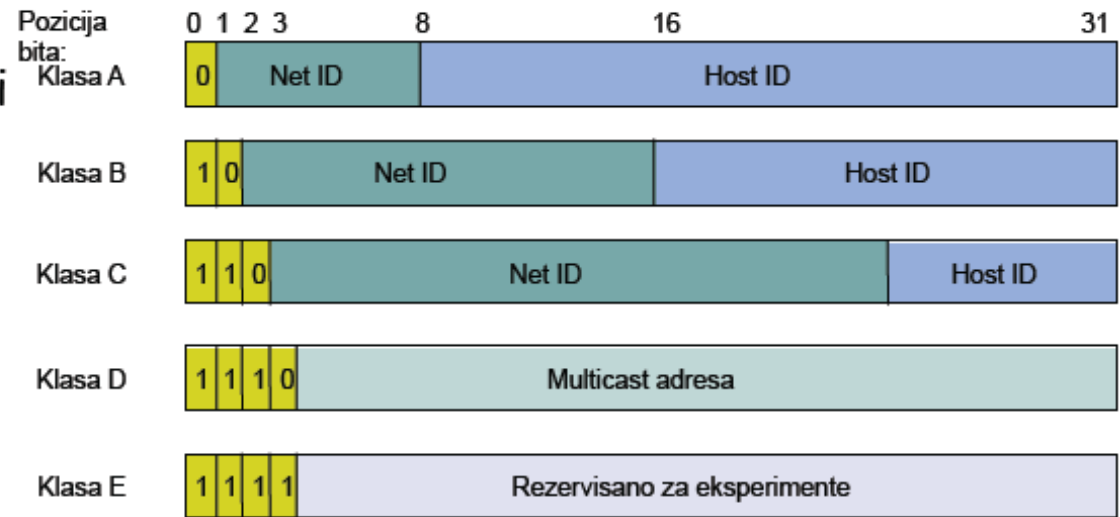 Pozicija
bita:
0 1 2 3 8 16 31
i
Klasa A 0 Net ID Host ID
Klasa B 1 0 Net ID Host ID
Klasa C 1 1 0 Net ID Host ID
Klasa D 1 1 1 0 Multicast adresa
Klasa E 1 1 1 1 Rezervisano za eksperimente